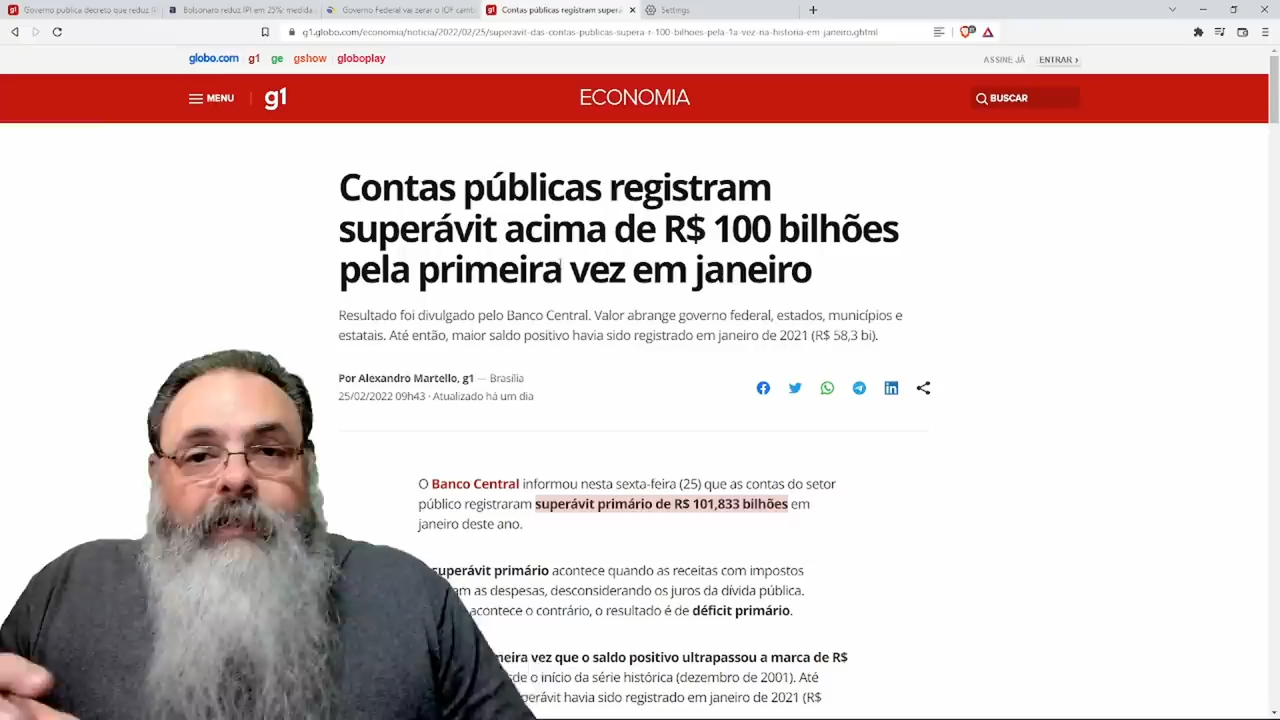 Governo publica decreto que reduz
Bolsonaro reduz IPI em 25%: medida
Governo Federal vai zerar o IOF camb
Contas públicas registram superá
Settings
g1.globo.com/economia/noticia/2022/02/25/superavit-das-contas-publicas-supera-r-100-bilhoes-pela-1a-vez-na-historia-em-janeiro.ghtml
globo.com g1 ge gshow globoplay
ASSINE JÁ ENTRAR ›
MENU g1 ECONOMIA BUSCAR
Contas públicas registram
superávit acima de R$ 100 bilhões
pela primeira vez em janeiro
Resultado foi divulgado pelo Banco Central. Valor abrange governo federal, estados, municípios e
estatais. Até então, maior saldo positivo havia sido registrado em janeiro de 2021 (R$ 58,3 bi).
Por Alexandro Martello, g1 — Brasília
25/02/2022 09h43 · Atualizado há um dia
O Banco Central informou nesta sexta-feira (25) que as contas do setor
público registraram superávit primário de R$ 101,833 bilhões em
janeiro deste ano.
superávit primário acontece quando as receitas com impostos
am as despesas, desconsiderando os juros da dívida pública.
acontece o contrário, o resultado é de déficit primário.
neira vez que o saldo positivo ultrapassou a marca de R$
sde o início da série histórica (dezembro de 2001). Até
perávit havia sido registrado em janeiro de 2021 (R$